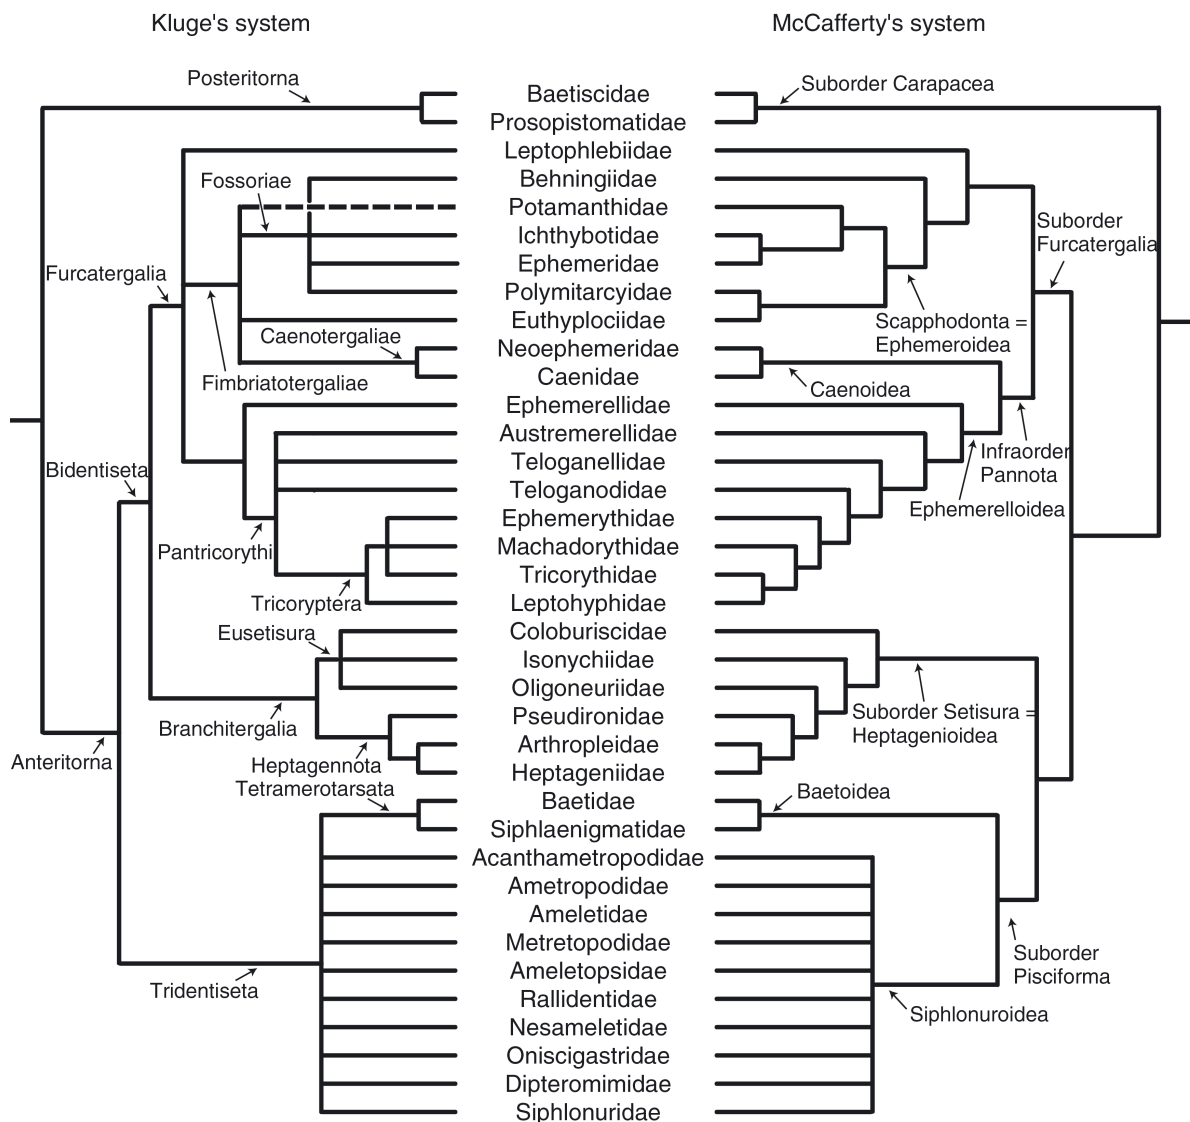 Kluge's system
McCafferty's system
Posteritorna
Suborder Carapacea
Baetiscidae
Prosopistomatidae
Leptophlebiidae
Fossoriae
Behningiidae
Potamanthidae
Suborder
Furcatergalia
Ichthybotidae
Furcatergalia
Ephemeridae
Polymitarcyidae
Euthyplociidae
Scapphodonta =
Ephemeroidea
Caenotergaliae
Neoephemeridae
Fimbriatotergaliae
Caenidae
Caenoidea
Ephemerellidae
Austremerellidae
Infraorder
Pannota
Bidentiseta
Teloganellidae
Teloganodidae
Ephemerelloidea
Ephemerythidae
Pantricorythi
Machadorythidae
Tricorythidae
Tricoryptera
Leptohyphidae
Eusetisura
Coloburiscidae
Isonychiidae
Oligoneuriidae
Branchitergalia
Pseudironidae
Suborder Setisura =
Heptagenioidea
Anteritorna
Arthropleidae
Heptagennota
Heptageniidae
Tetramerotarsata
Baetidae
Baetoidea
Siphlaenigmatidae
Acanthametropodidae
Ametropodidae
Ameletidae
Metretopodidae
Suborder
Pisciforma
Ameletopsidae
Tridentiseta
Rallidentidae
Siphlonuroidea
Nesameletidae
Oniscigastridae
Dipteromimidae
Siphlonuridae